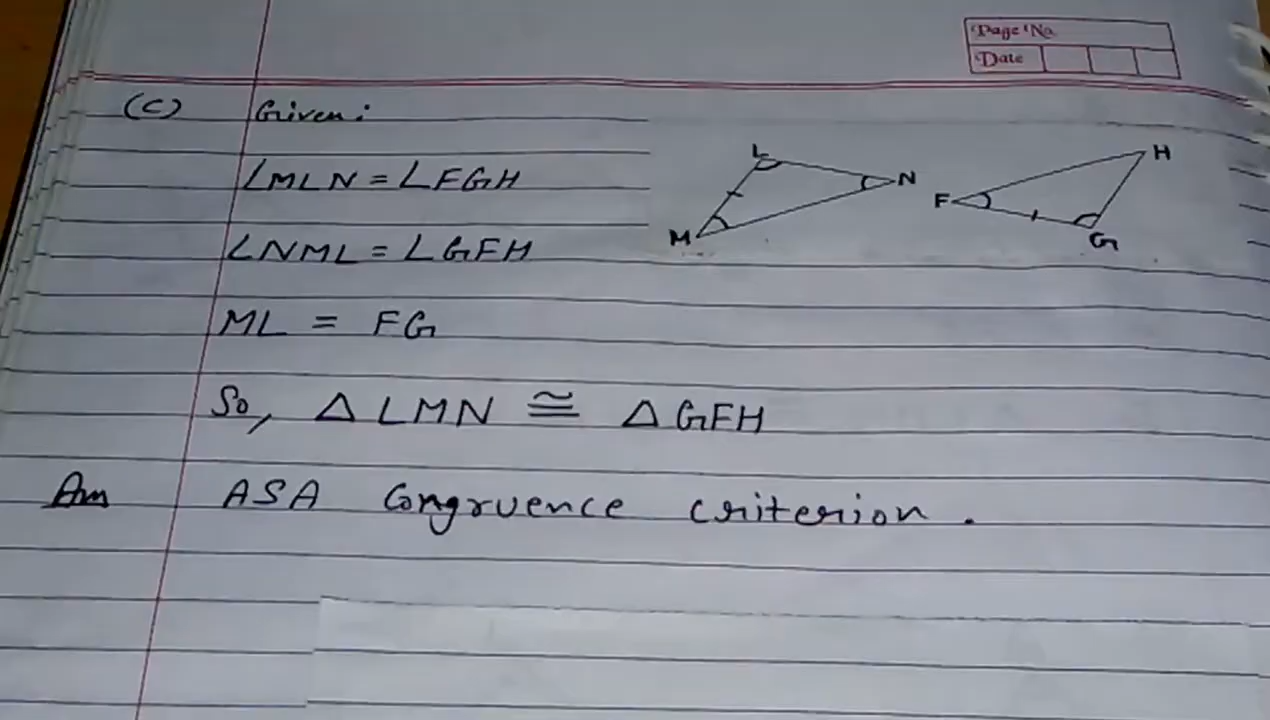 Page No.
Date
(C) Given:
∠MLN = ∠FGH
∠NML = ∠GFH
ML = FG
So, △LMN ≅ △GFH
Ans ASA Congruence criterion.
L
N
M
H
F
G